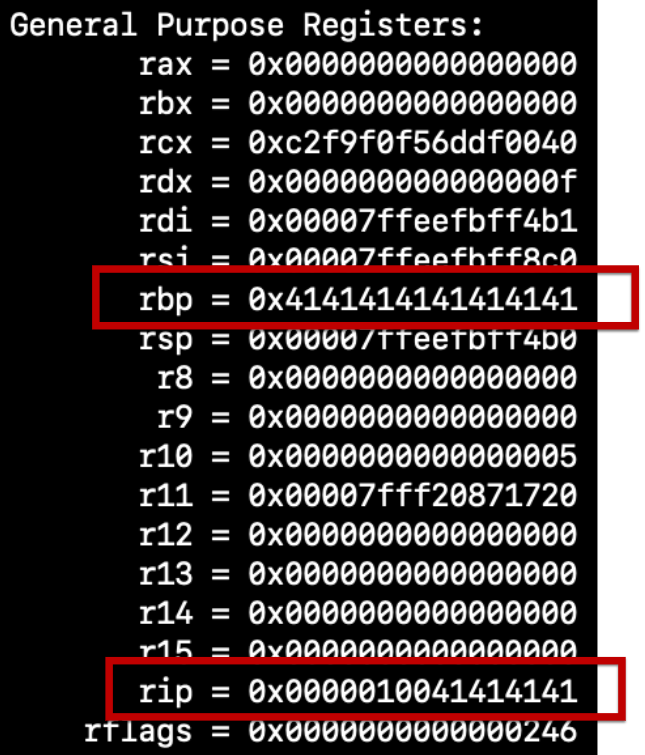 General Purpose Registers:
rax = 0x0000000000000000
rbx = 0x0000000000000000
rcx = 0xc2f9f0f56ddf0040
rdx = 0x000000000000000f
rdi = 0x00007ffeefbff4b1
rsi = 0x00007ffeefbff8c0
rbp = 0x4141414141414141
rsp = 0x00007ffeefbff4b0
r8 = 0x0000000000000000
r9 = 0x0000000000000000
r10 = 0x0000000000000005
r11 = 0x00007fff20871720
r12 = 0x0000000000000000
r13 = 0x0000000000000000
r14 = 0x0000000000000000
r15 = 0x0000000000000000
rip = 0x0000010041414141
rflags = 0x0000000000000246